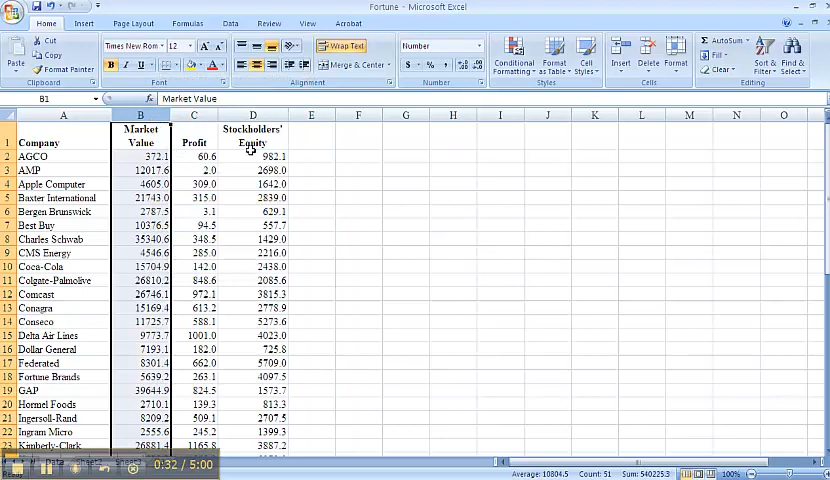 Fortune - Microsoft Excel
Home Insert Page Layout Formulas Data Review View Acrobat
Cut
Copy
Format Painter
Paste
Clipboard
Times New Rom 12
B I U
Font
Wrap Text
Merge & Center
Alignment
Number
$ % ,
Number
Conditional Formatting
Format as Table
Cell Styles
Styles
Insert Delete Format
Cells
AutoSum
Fill
Clear
Sort & Filter
Find & Select
Editing
B1 fx Market Value
A B C D E F G H I J K L M N O
1 Company Market Value Profit Stockholders' Equity
2 AGCO 372.1 60.6 982.1
3 AMP 12017.6 2.0 2698.0
4 Apple Computer 4605.0 309.0 1642.0
5 Baxter International 21743.0 315.0 2839.0
6 Bergen Brunswick 2787.5 3.1 629.1
7 Best Buy 10376.5 94.5 557.7
8 Charles Schwab 35340.6 348.5 1429.0
9 CMS Energy 4546.6 285.0 2216.0
10 Coca-Cola 15704.9 142.0 2438.0
11 Colgate-Palmolive 26810.2 848.6 2085.6
12 Comcast 26746.1 972.1 3815.3
13 Conagra 15169.4 613.2 2778.9
14 Conseco 11725.7 588.1 5273.6
15 Delta Air Lines 9773.7 1001.0 4023.0
16 Dollar General 7193.1 182.0 725.8
17 Federated 8301.4 662.0 5709.0
18 Fortune Brands 5639.2 263.1 4097.5
19 GAP 39644.9 824.5 1573.7
20 Hormel Foods 2710.1 139.3 813.3
21 Ingersoll-Rand 8209.2 509.1 2707.5
22 Ingram Micro 2555.6 245.2 1399.3
23 Kimberly-Clark 26881.4 1165.8 3887.2
Data Sheet2 Sheet3
0:32 / 5:00
Ready
Average: 10804.5 Count: 51 Sum: 540225.3 100%